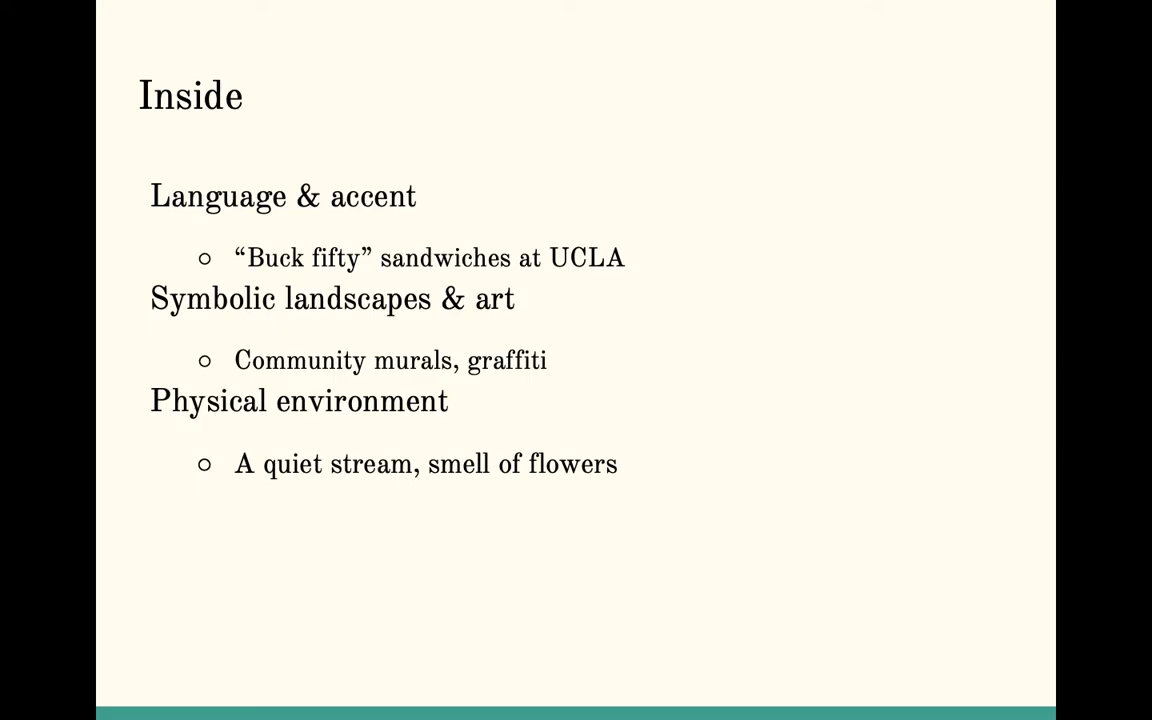 Inside
Language & accent
○ “Buck fifty” sandwiches at UCLA
Symbolic landscapes & art
○ Community murals, graffiti
Physical environment
○ A quiet stream, smell of flowers